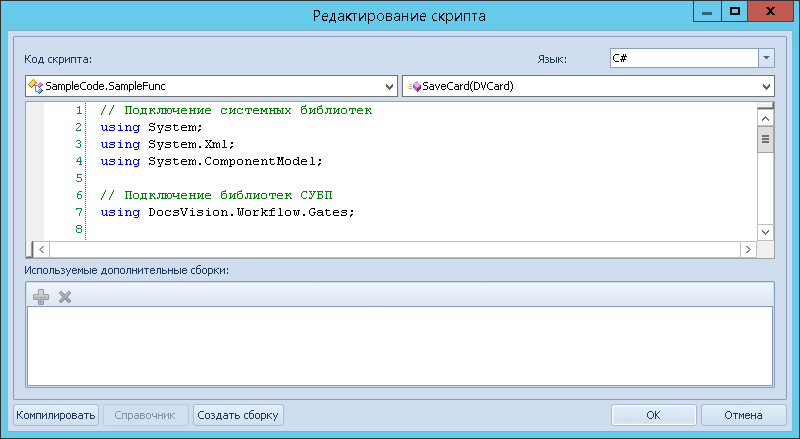 Редактирование скрипта
Код скрипта:
Язык:
C#
SampleCode.SampleFunc
SaveCard(DVCard)
1 // Подключение системных библиотек
2 using System;
3 using System.Xml;
4 using System.ComponentModel;
5
6 // Подключение библиотек СУБП
7 using DocsVision.Workflow.Gates;
8
Используемые дополнительные сборки:
Компилировать
Справочник
Создать сборку
OK
Отмена